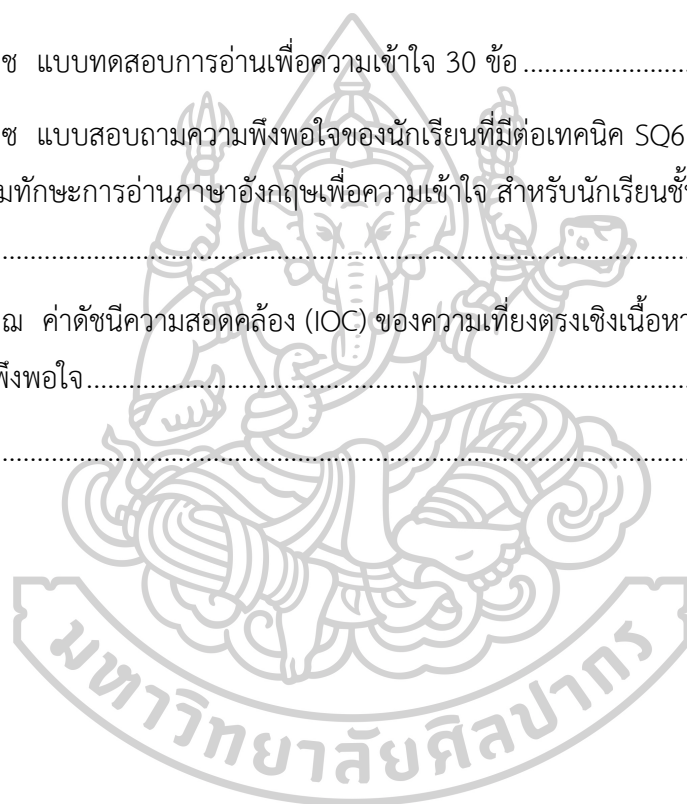 ช แบบทดสอบการอ่านเพื่อความเข้าใจ 30 ข้อ.......................
ซ แบบสอบถามความพึงพอใจของนักเรียนที่มีต่อเทคนิค SQ6
มทักษะการอ่านภาษาอังกฤษเพื่อความเข้าใจ สำหรับนักเรียนชั้
ฌ ค่าดัชนีความสอดคล้อง (IOC) ของความเที่ยงตรงเชิงเนื้อหา
พึงพอใจ.......................
มหาวิทยาลัยศิลปากร